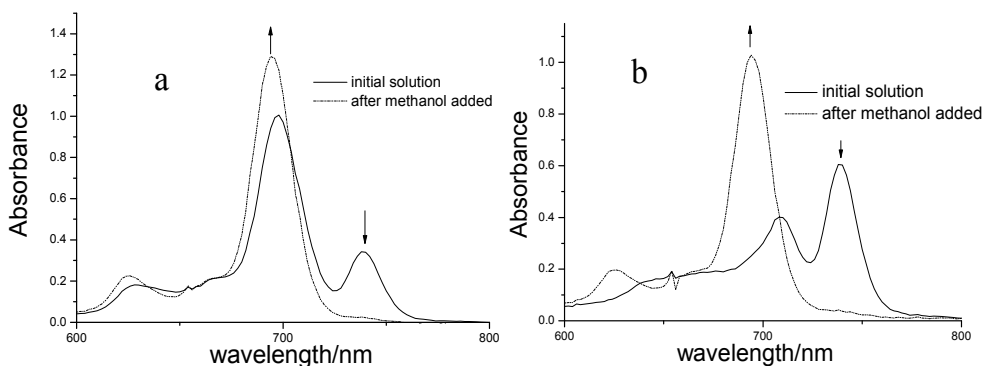 a
initial solution
after methanol added
Absorbance
1.4
1.2
1.0
0.8
0.6
0.4
0.2
0.0
600
700
800
wavelength/nm
b
initial solution
after methanol added
Absorbance
1.0
0.8
0.6
0.4
0.2
0.0
600
700
800
wavelength/nm